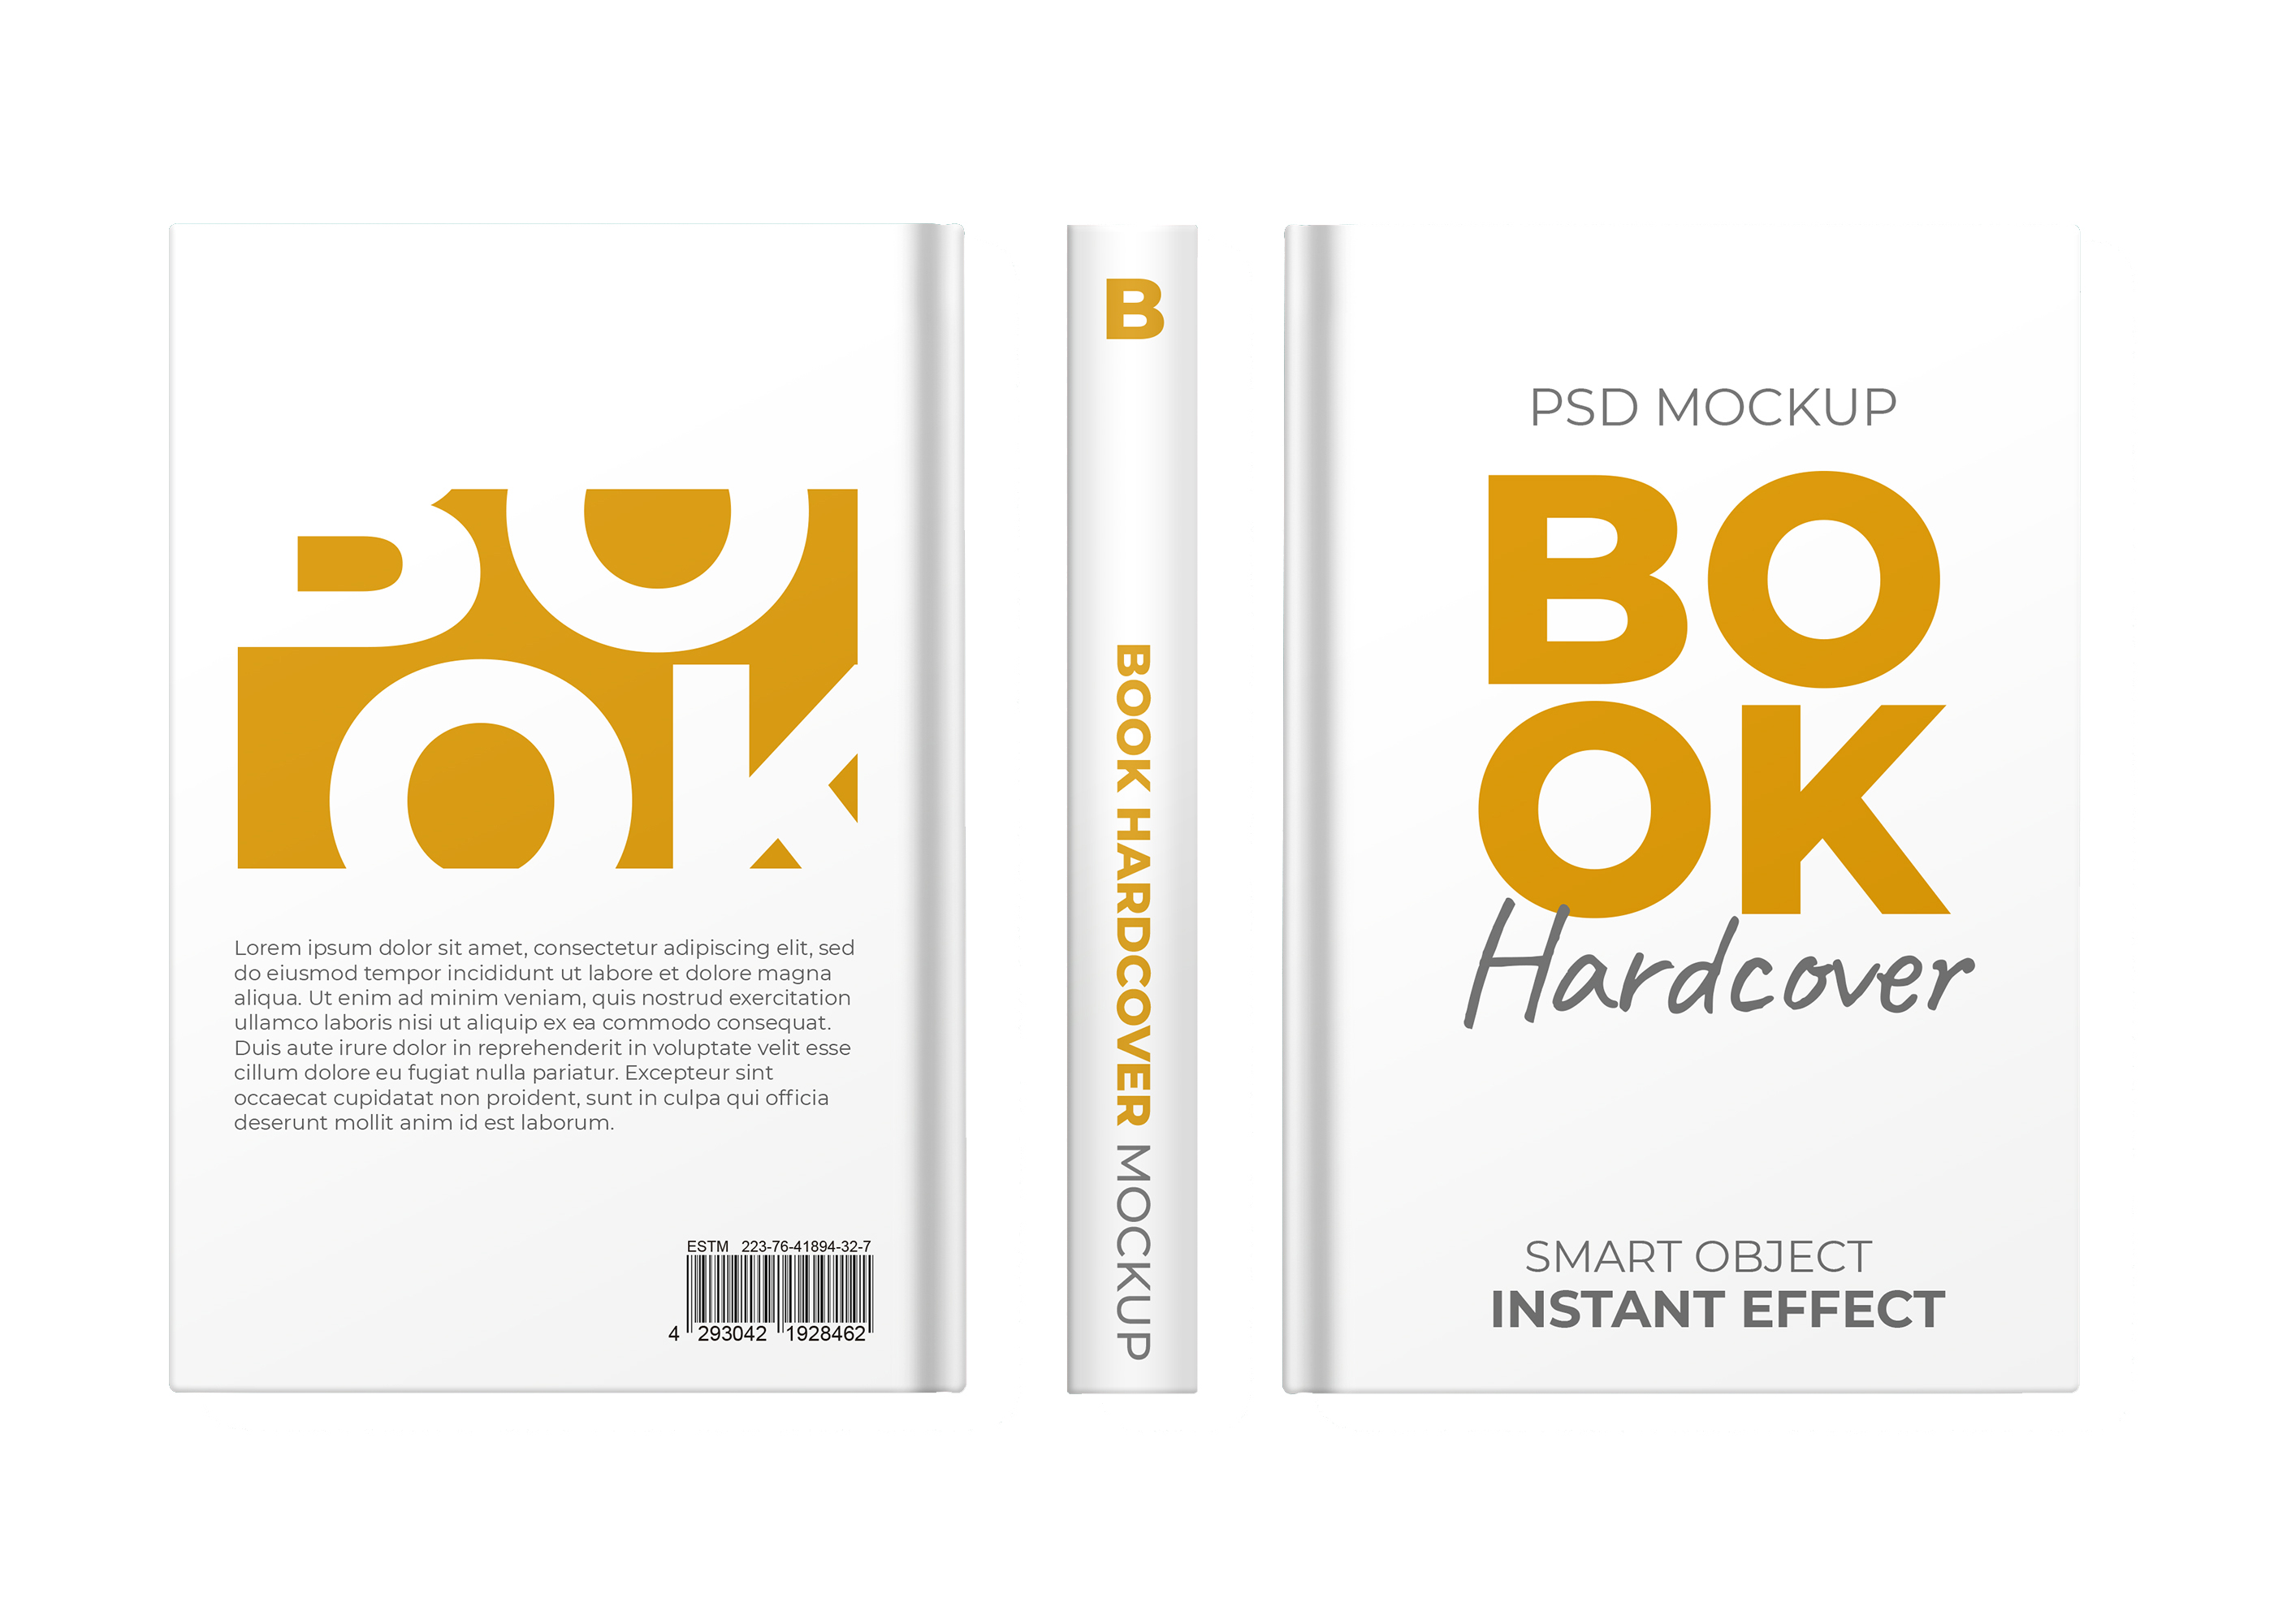 BO
OK
Lorem ipsum dolor sit amet, consectetur adipiscing elit, sed
do eiusmod tempor incididunt ut labore et dolore magna
aliqua. Ut enim ad minim veniam, quis nostrud exercitation
ullamco laboris nisi ut aliquip ex ea commodo consequat.
Duis aute irure dolor in reprehenderit in voluptate velit esse
cillum dolore eu fugiat nulla pariatur. Excepteur sint
occaecat cupidatat non proident, sunt in culpa qui officia
deserunt mollit anim id est laborum.
ESTM 223-76-41894-32-7
4 293042 1928462
B
BOOK HARDCOVER MOCKUP
PSD MOCKUP
BO
OK
Hardcover
SMART OBJECT
INSTANT EFFECT